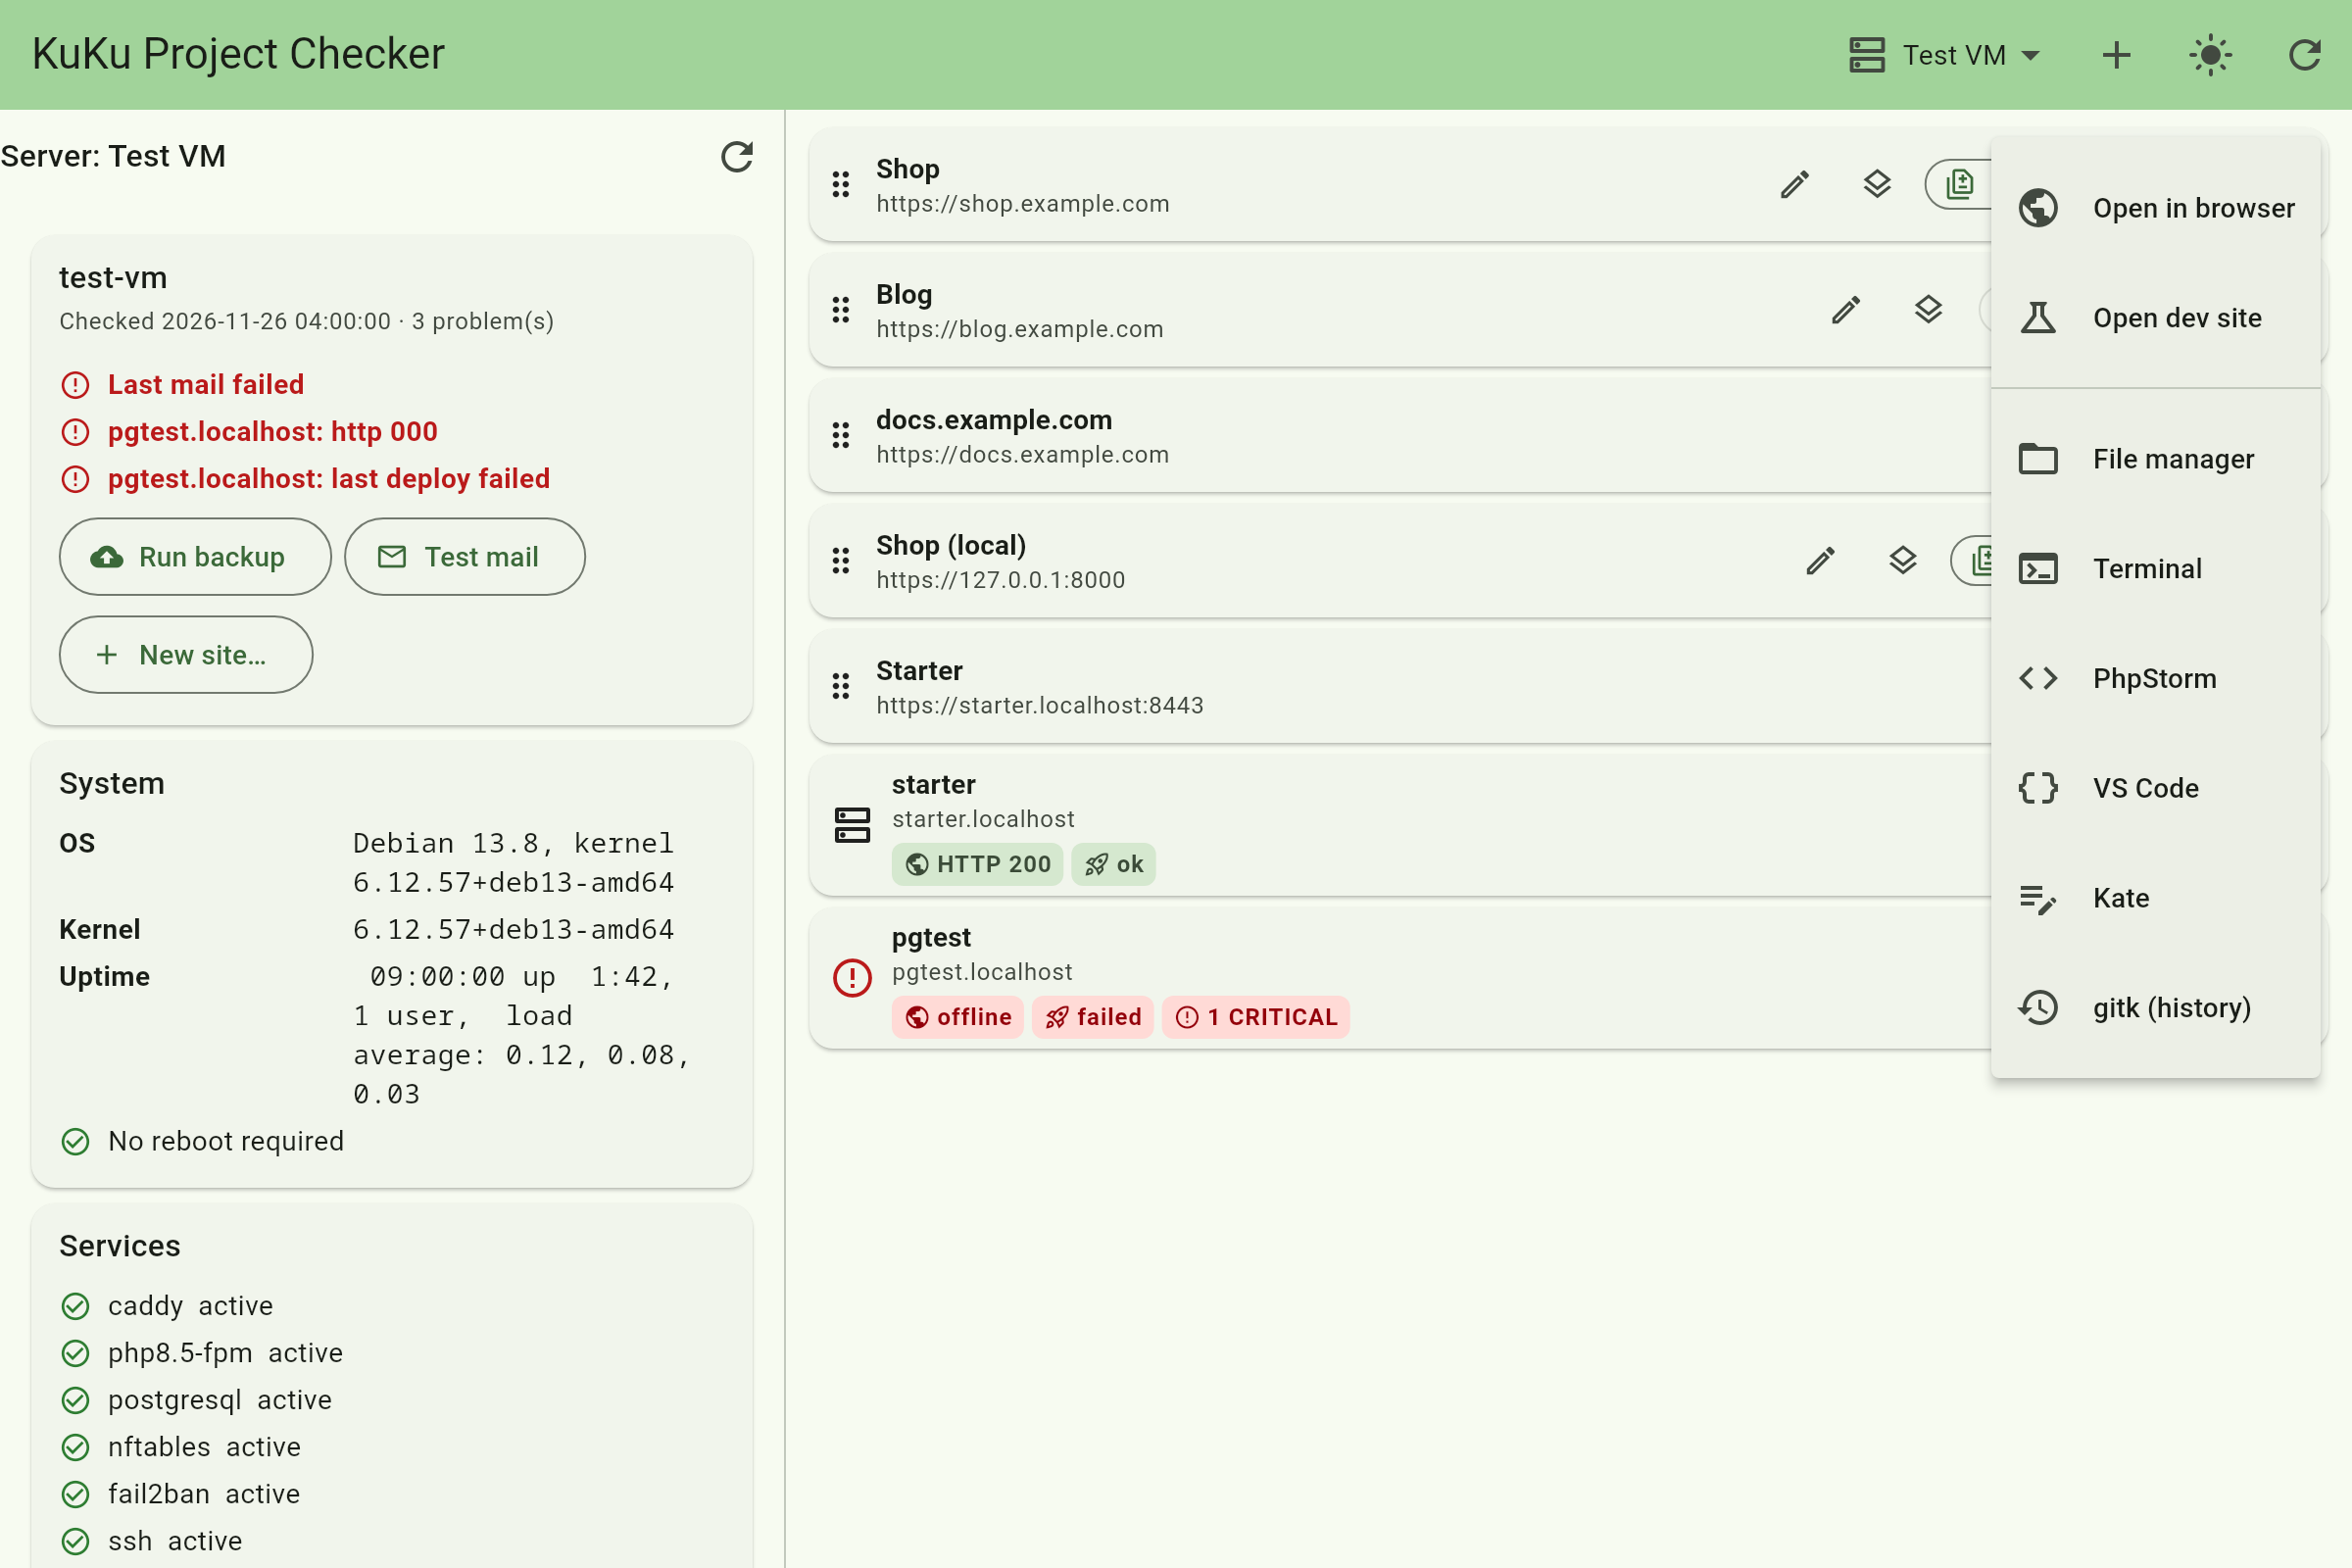 KuKu Project Checker
Test VM
Server: Test VM
test-vm
Checked 2026-11-26 04:00:00 · 3 problem(s)
Last mail failed
pgtest.localhost: http 000
pgtest.localhost: last deploy failed
Run backup
Test mail
New site…
System
OS
Debian 13.8, kernel
6.12.57+deb13-amd64
Kernel
6.12.57+deb13-amd64
Uptime
09:00:00 up  1:42,
1 user,  load
average: 0.12, 0.08,
0.03
No reboot required
Services
caddy active
php8.5-fpm active
postgresql active
nftables active
fail2ban active
ssh active
Shop
https://shop.example.com
Blog
https://blog.example.com
docs.example.com
https://docs.example.com
Shop (local)
https://127.0.0.1:8000
Starter
https://starter.localhost:8443
starter
starter.localhost
HTTP 200
ok
pgtest
pgtest.localhost
offline
failed
1 CRITICAL
Open in browser
Open dev site
File manager
Terminal
PhpStorm
VS Code
Kate
gitk (history)